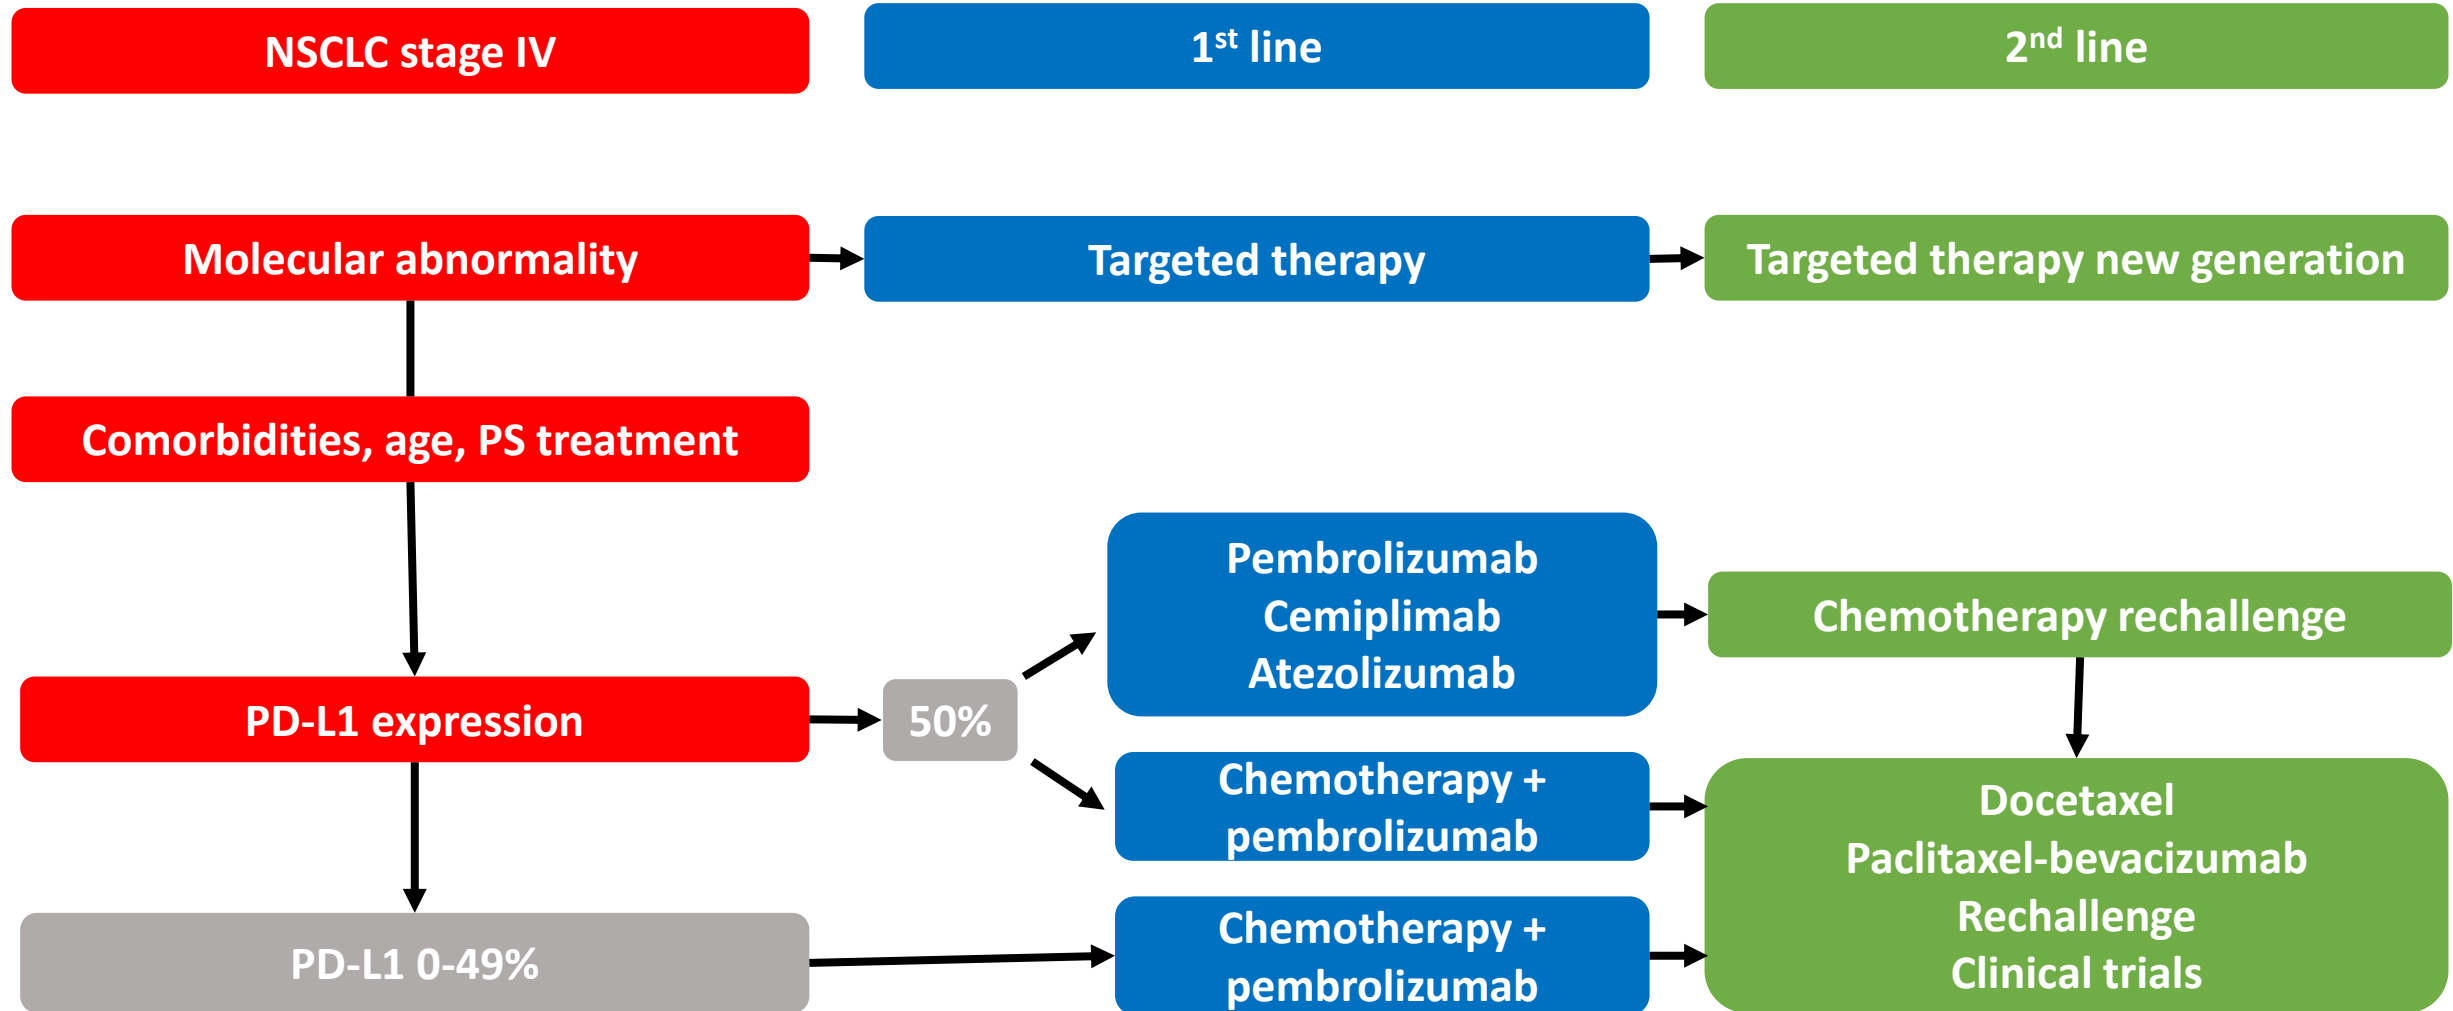 NSCLC stage IV
1st line
2nd line
Molecular abnormality
Targeted therapy
Targeted therapy new generation
Comorbidities, age, PS treatment
Pembrolizumab
Cemiplimab
Atezolizumab
Chemotherapy rechallenge
PD-L1 expression
50%
Chemotherapy +
pembrolizumab
Docetaxel
Paclitaxel-bevacizumab
Rechallenge
Clinical trials
PD-L1 0-49%
Chemotherapy +
pembrolizumab